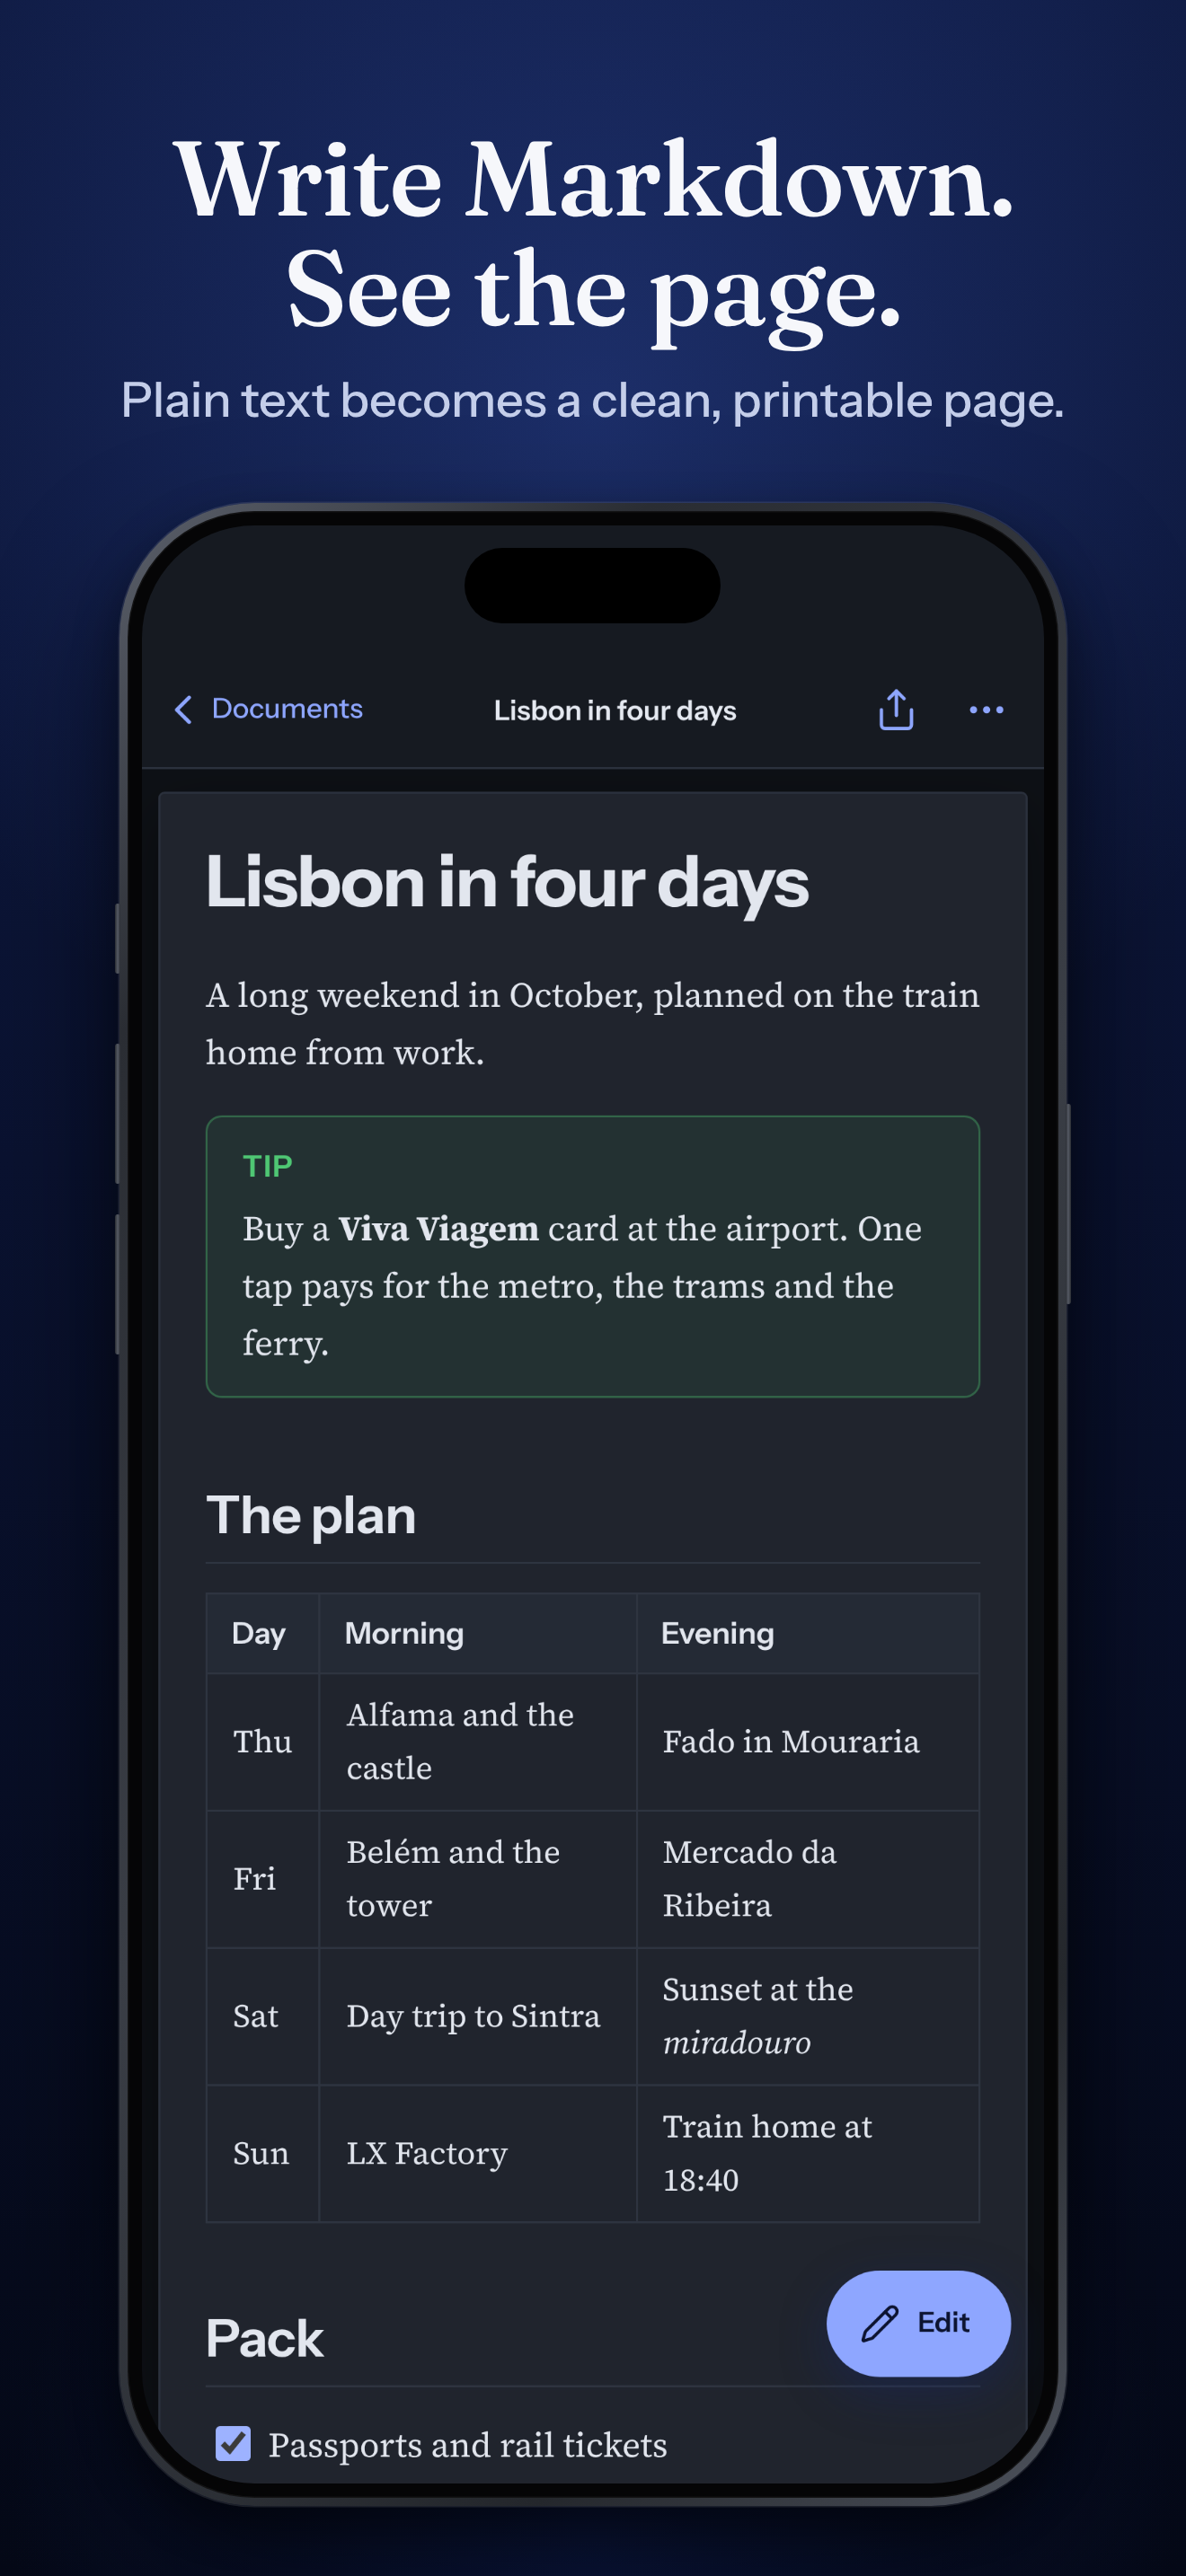 Write Markdown.
See the page.
Plain text becomes a clean, printable page.
Documents
Lisbon in four days
Lisbon in four days
A long weekend in October, planned on the train
home from work.
TIP
Buy a Viva Viagem card at the airport. One
tap pays for the metro, the trams and the
ferry.
The plan
Day Morning Evening
Thu Alfama and the castle Fado in Mouraria
Fri Belém and the tower Mercado da Ribeira
Sat Day trip to Sintra Sunset at the miradouro
Sun LX Factory Train home at 18:40
Pack
Edit
Passports and rail tickets